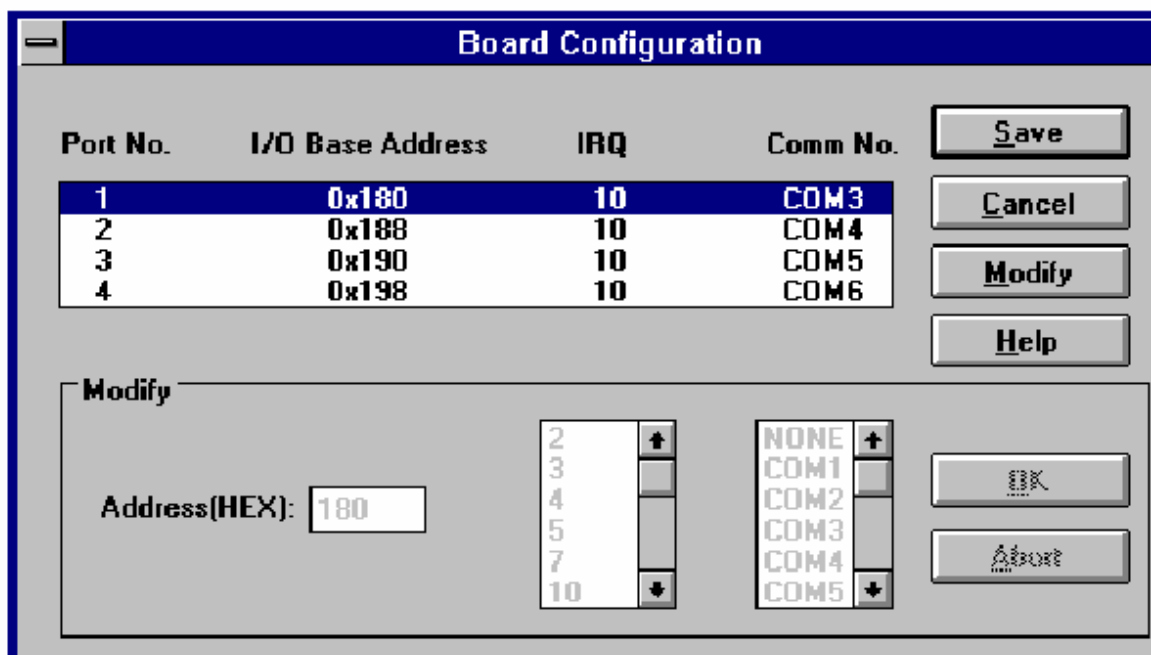 Board Configuration
Port No. I/O Base Address IRQ Comm No.
1 0x180 10 COM3
2 0x188 10 COM4
3 0x190 10 COM5
4 0x198 10 COM6
Save
Cancel
Modify
Help
Modify
Address(HEX): 180
2
3
4
5
7
10
NONE
COM1
COM2
COM3
COM4
COM5
OK
Abort